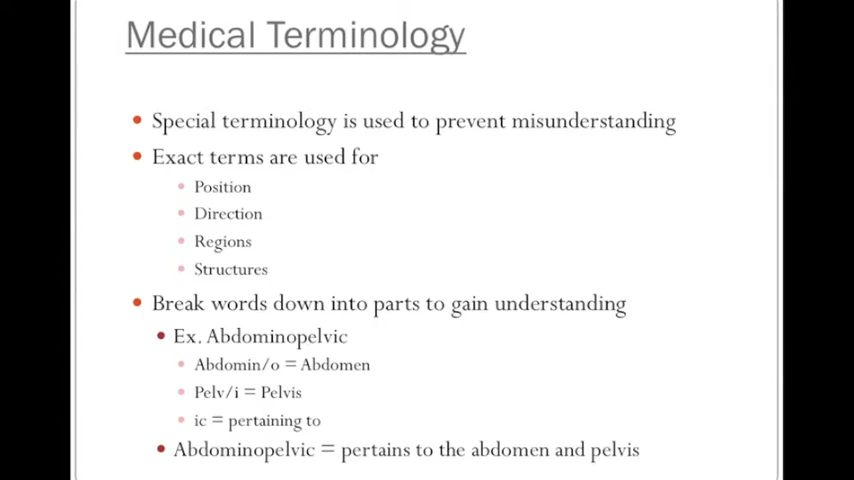 Medical Terminology
Special terminology is used to prevent misunderstanding
Exact terms are used for
Position
Direction
Regions
Structures
Break words down into parts to gain understanding
Ex. Abdominopelvic
Abdomin/o = Abdomen
Pelv/i = Pelvis
ic = pertaining to
Abdominopelvic = pertains to the abdomen and pelvis